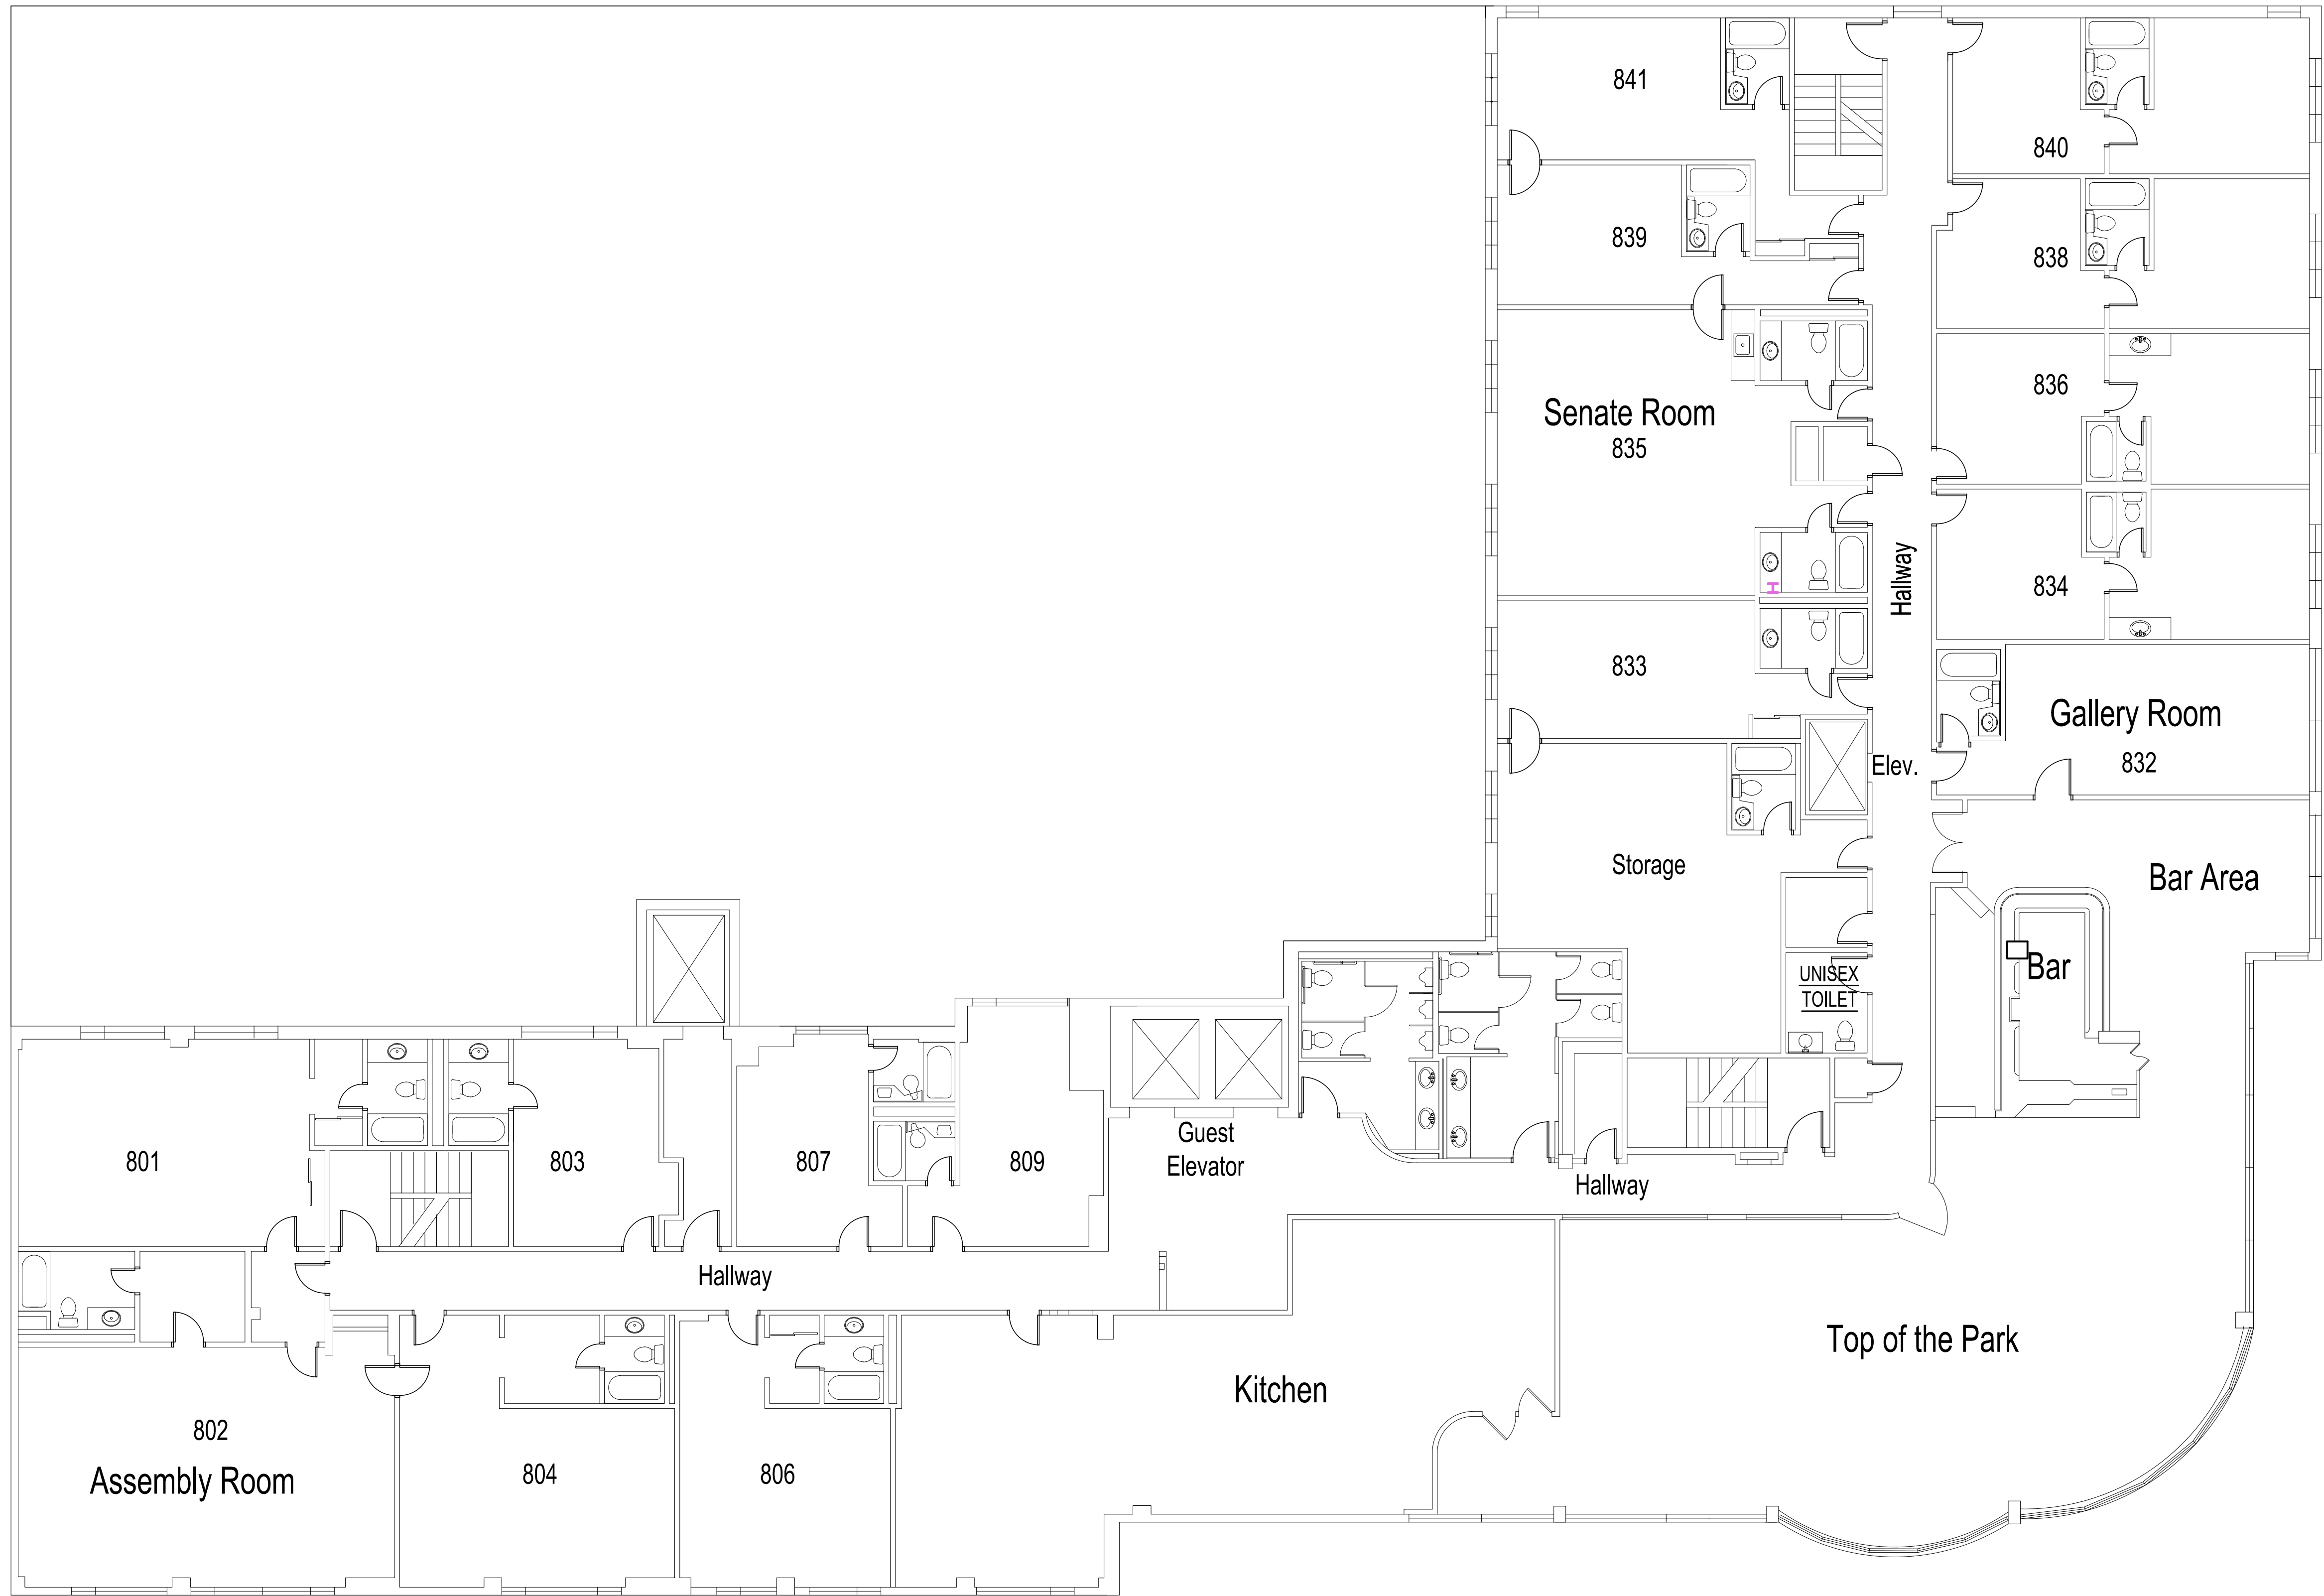 841
840
839
838
836
Senate Room
835
Hallway
834
833
Gallery Room
832
Elev.
Storage
Bar Area
Bar
UNISEX
TOILET
801
803
807
809
Guest
Elevator
Hallway
Hallway
Top of the Park
Kitchen
802
Assembly Room
804
806